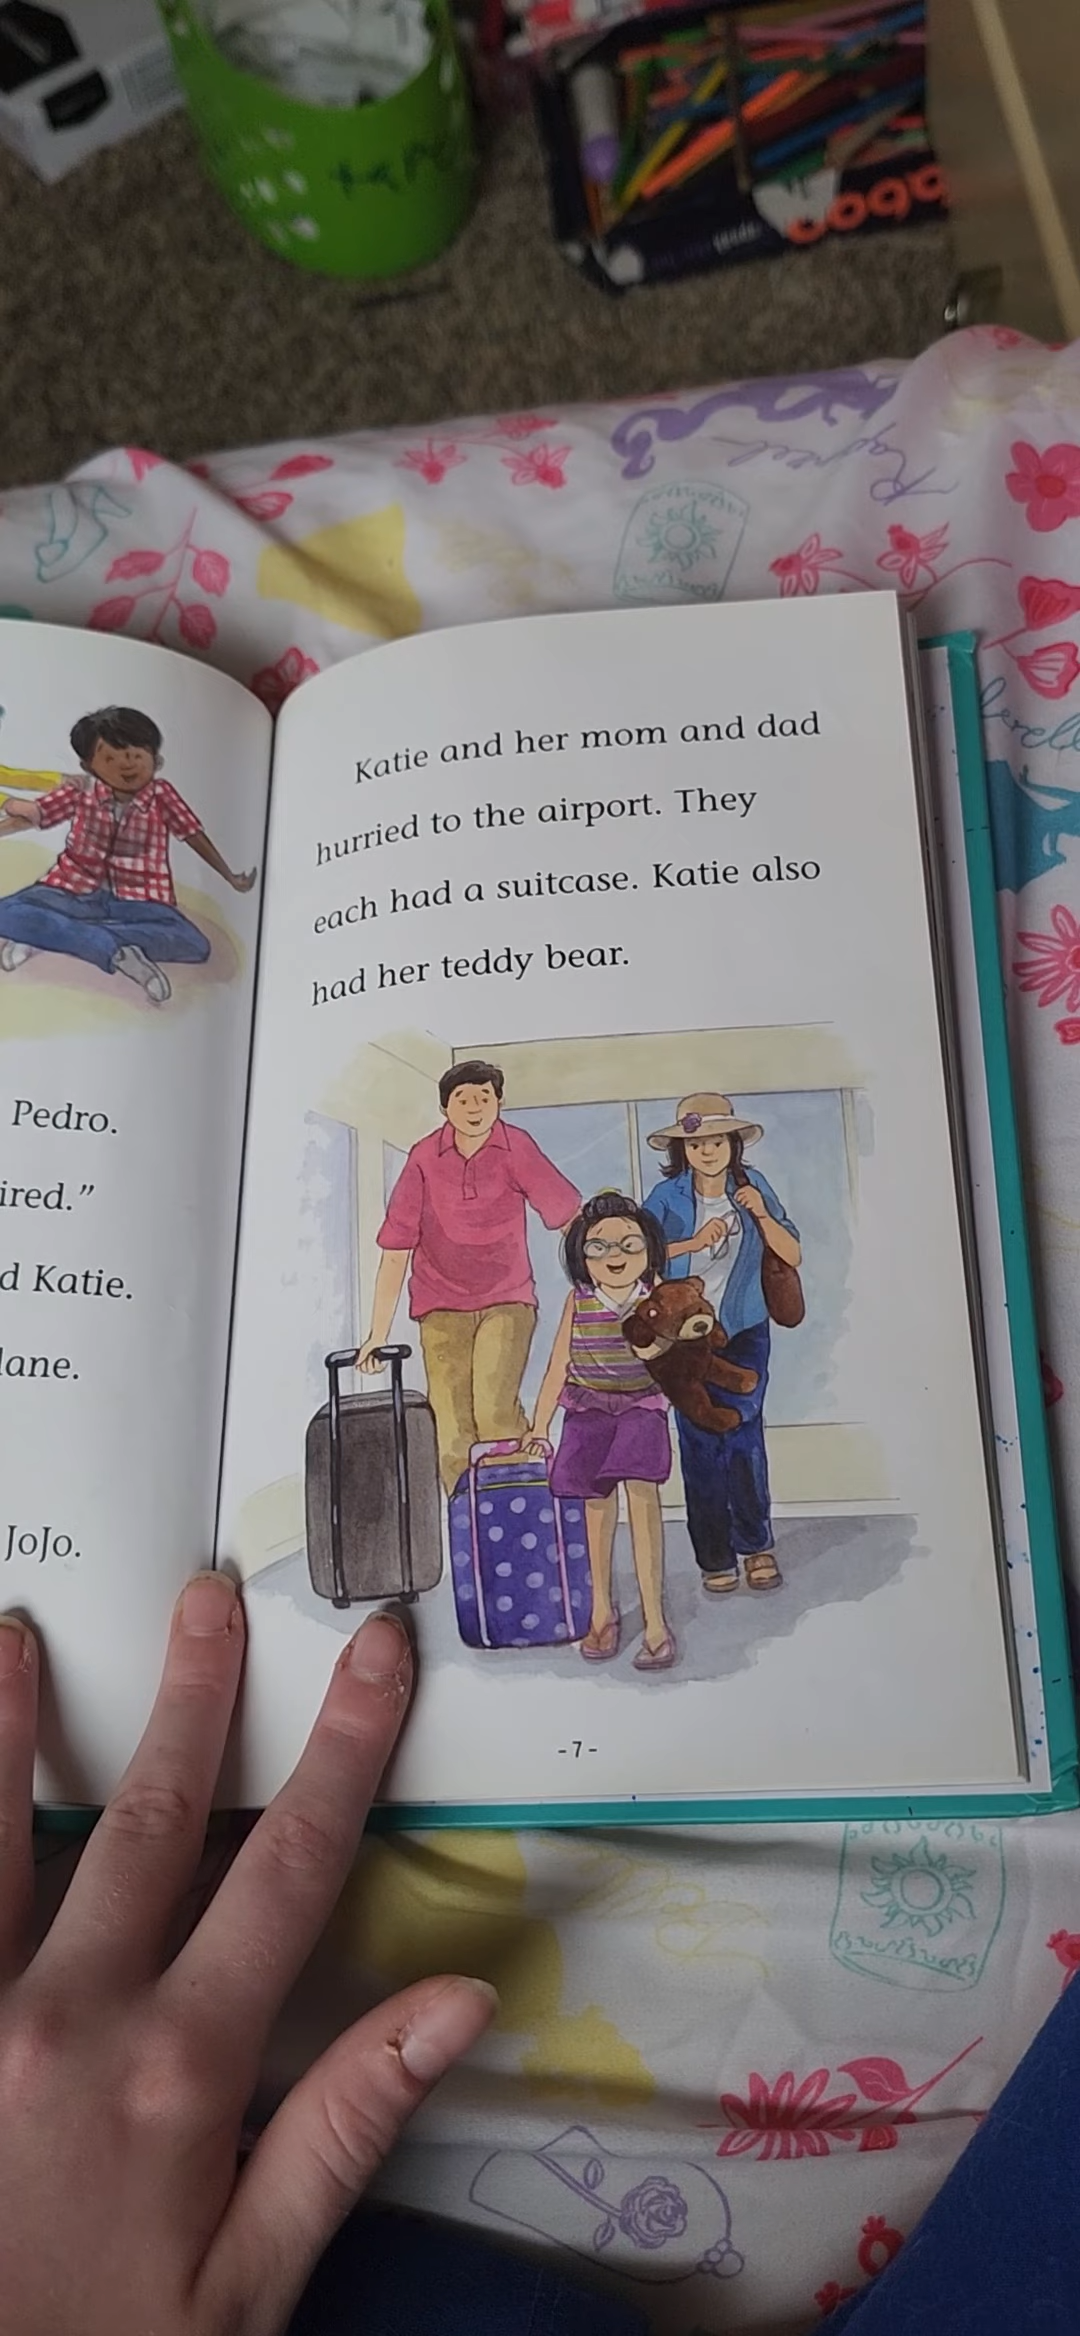 tape
Pedro.
ired.”
d Katie.
lane.
JoJo.
Katie and her mom and dad
hurried to the airport. They
each had a suitcase. Katie also
had her teddy bear.
- 7 -